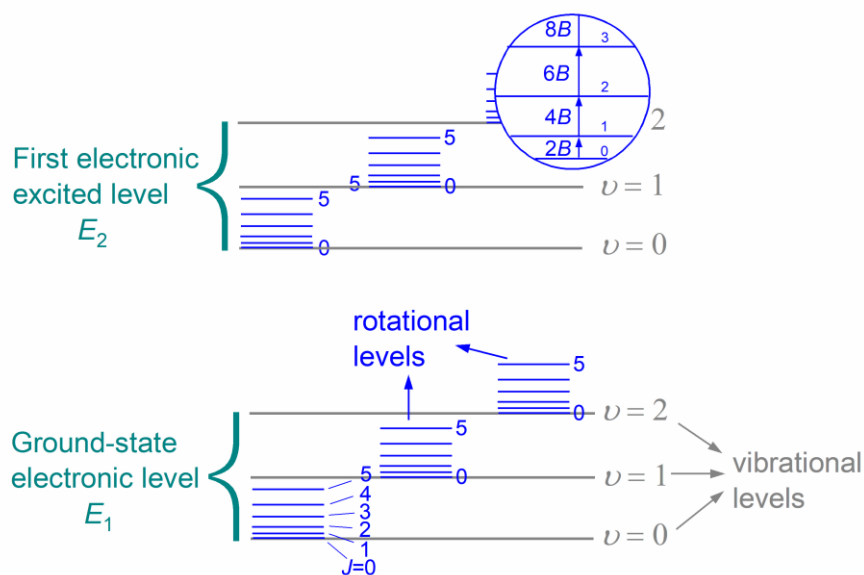 8B 3
6B 2
4B 1
2B 0
2
First electronic
excited level
E₂
5
5 0
υ = 1
5
0
υ = 0
rotational
levels
5
0
υ = 2
Ground-state
electronic level
E₁
5
0
υ = 1
vibrational
levels
5
4
3
2
1
J=0
υ = 0